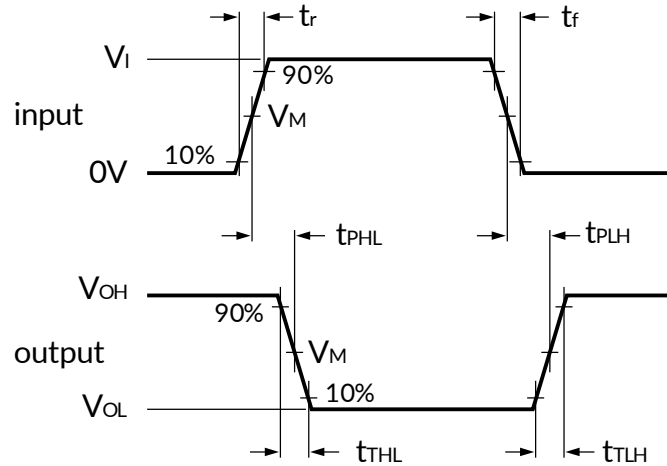 tr
tf
VI
90%
input
VM
10%
0V
tPHL
tPLH
VOH
90%
output
VM
10%
VOL
tTHL
tTLH